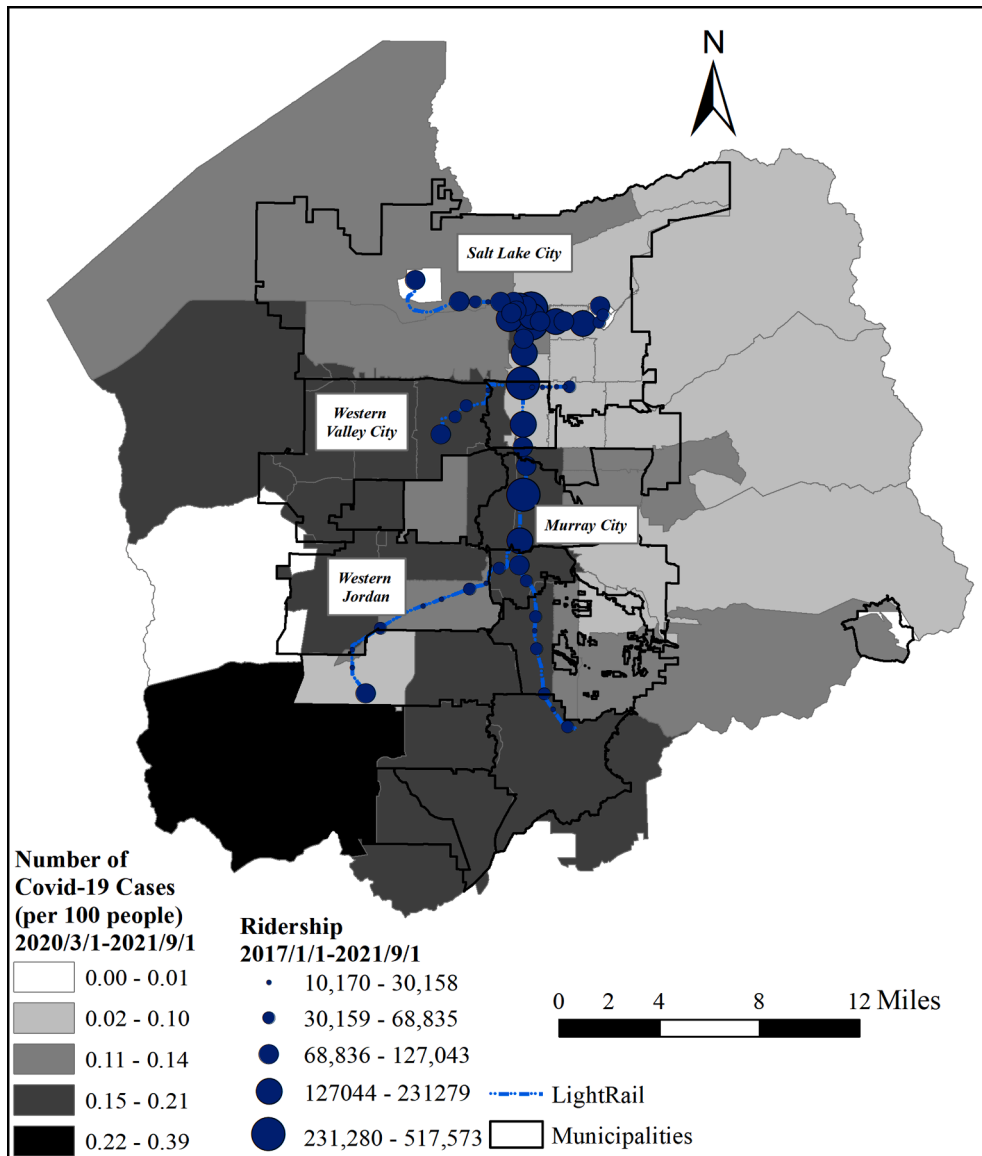 N
Salt Lake City
Western
Valley City
Murray City
Western
Jordan
Number of
Covid-19 Cases
(per 100 people)
2020/3/1-2021/9/1
0.00 - 0.01
0.02 - 0.10
0.11 - 0.14
0.15 - 0.21
0.22 - 0.39
Ridership
2017/1/1-2021/9/1
10,170 - 30,158
30,159 - 68,835
68,836 - 127,043
127044 - 231279
231,280 - 517,573
0 2 4 8 12 Miles
LightRail
Municipalities